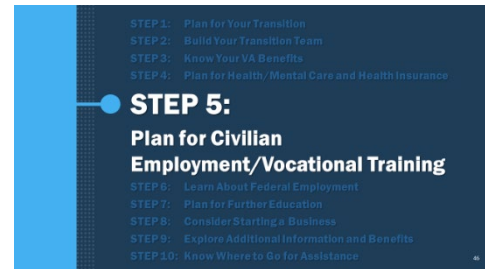 STEP 1: Plan for Your Transition
STEP 2: Build Your Transition Team
STEP 3: Know Your VA Benefits
STEP 4: Plan for Health/Mental Care and Health Insurance
STEP 5:
Plan for Civilian
Employment/Vocational Training
STEP 6: Learn About Federal Employment
STEP 7: Plan for Further Education
STEP 8: Consider Starting a Business
STEP 9: Explore Additional Information and Benefits
STEP 10: Know Where to Go for Assistance